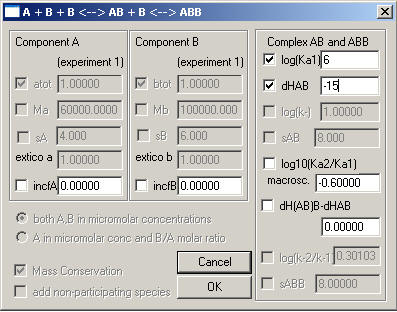 A + B + B <--> AB + B <--> ABB
Component A
(experiment 1)
atot 1.00000
Ma 60000.0000
sA 4.000
extico a 1.00000
incfA 0.00000
Component B
(experiment 1)
btot 1.00000
Mb 100000.000
sB 6.000
extico b 1.00000
incfB 0.00000
Complex AB and ABB
log(Ka1) 6
dHAB -15
log(k-) 1.00000
sAB 8.000
log10(Ka2/Ka1)
macrosc. -0.60000
dH(AB)B-dHAB
0.00000
log(k-2/k-1) 0.30103
sABB 8.00000
both A,B in micromolar concentrations
A in micromolar conc and B/A molar ratio
Mass Conservation
add non-participating species
Cancel
OK